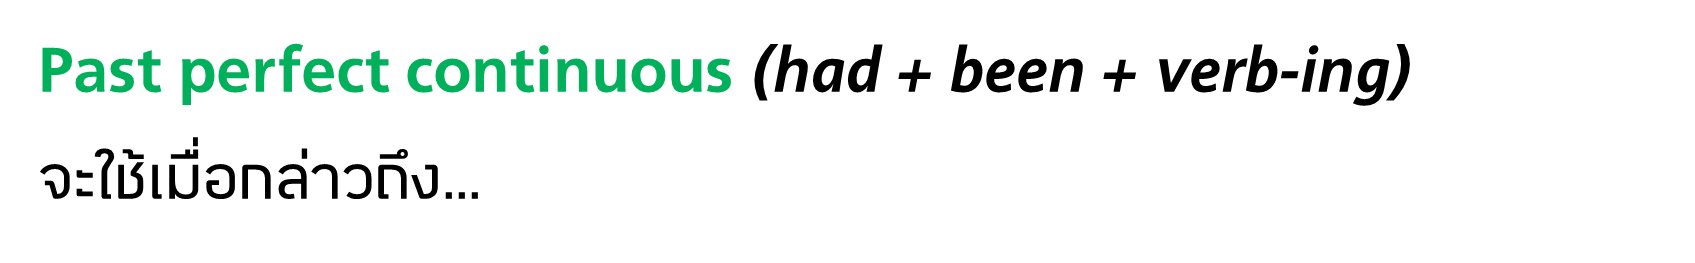 Past perfect continuous (had + been + verb-ing)
จะใช้เมื่อกล่าวถึง...